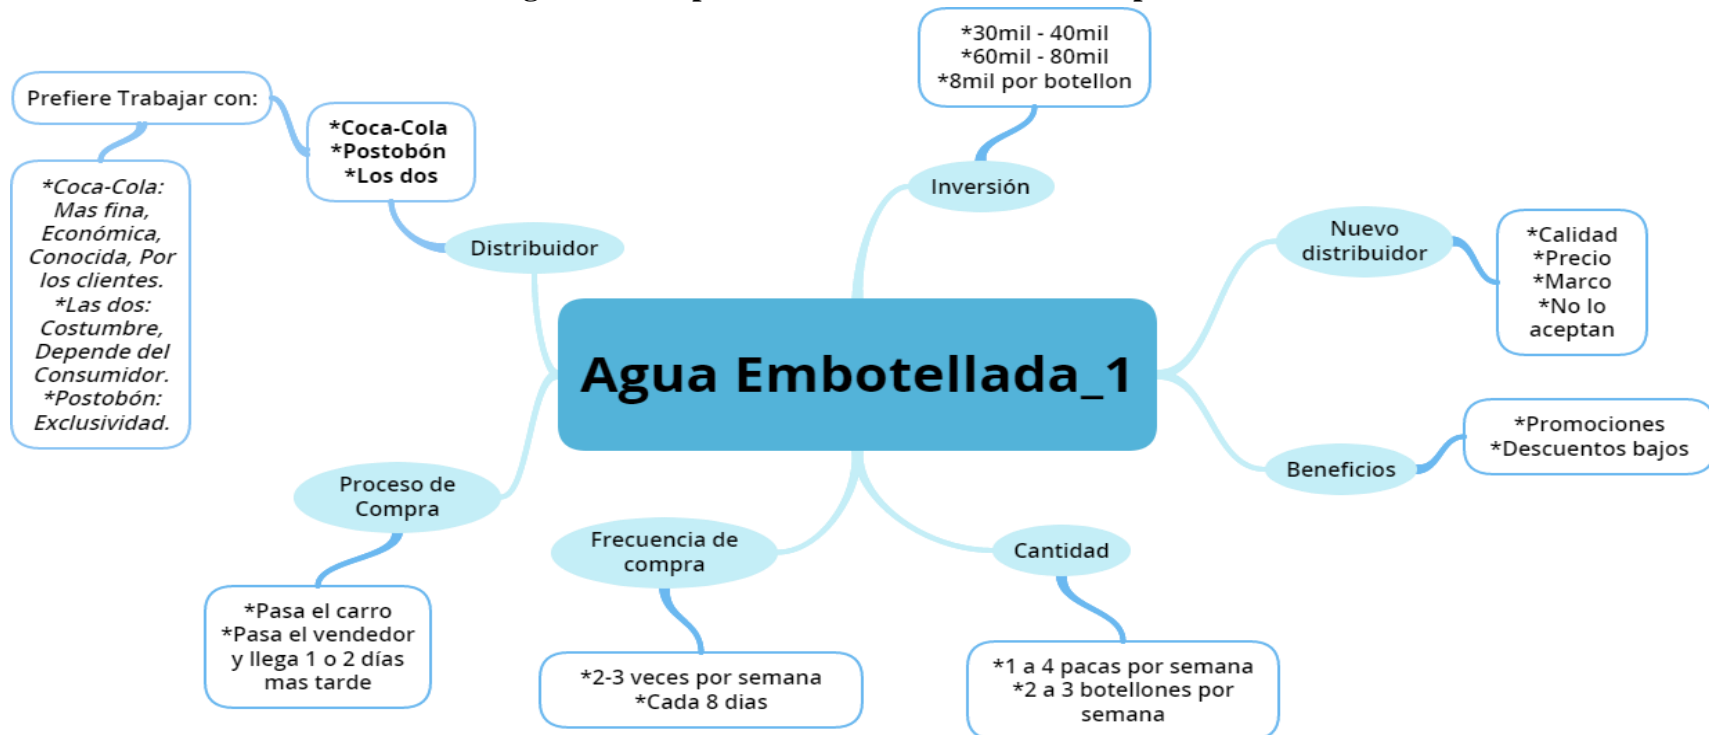 *30mil - 40mil
*60mil - 80mil
*8mil por botellon
Inversión
Prefiere Trabajar con:
*Coca-Cola
*Postobón
*Los dos
*Coca-Cola:
Mas fina,
Económica,
Conocida, Por
los clientes.
*Las dos:
Costumbre,
Depende del
Consumidor.
*Postobón:
Exclusividad.
Distribuidor
Nuevo
distribuidor
*Calidad
*Precio
*Marco
*No lo
aceptan
Agua Embotellada_1
Beneficios
*Promociones
*Descuentos bajos
Proceso de
Compra
*Pasa el carro
*Pasa el vendedor
y llega 1 o 2 días
mas tarde
Frecuencia de
compra
*2-3 veces por semana
*Cada 8 dias
Cantidad
*1 a 4 pacas por semana
*2 a 3 botellones por
semana